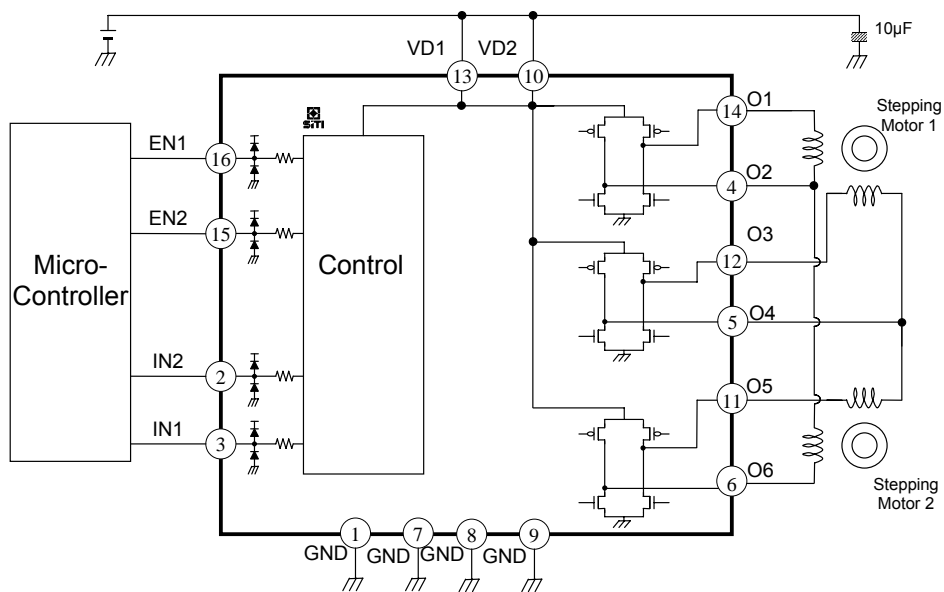 10µF
VD1
VD2
13
10
SiTI
O1
14
Stepping
Motor 1
EN1
16
O2
4
EN2
15
O3
12
Micro-
Controller
Control
O4
5
IN2
2
O5
11
IN1
3
O6
6
Stepping
Motor 2
1
7
8
9
GND
GND
GND
GND